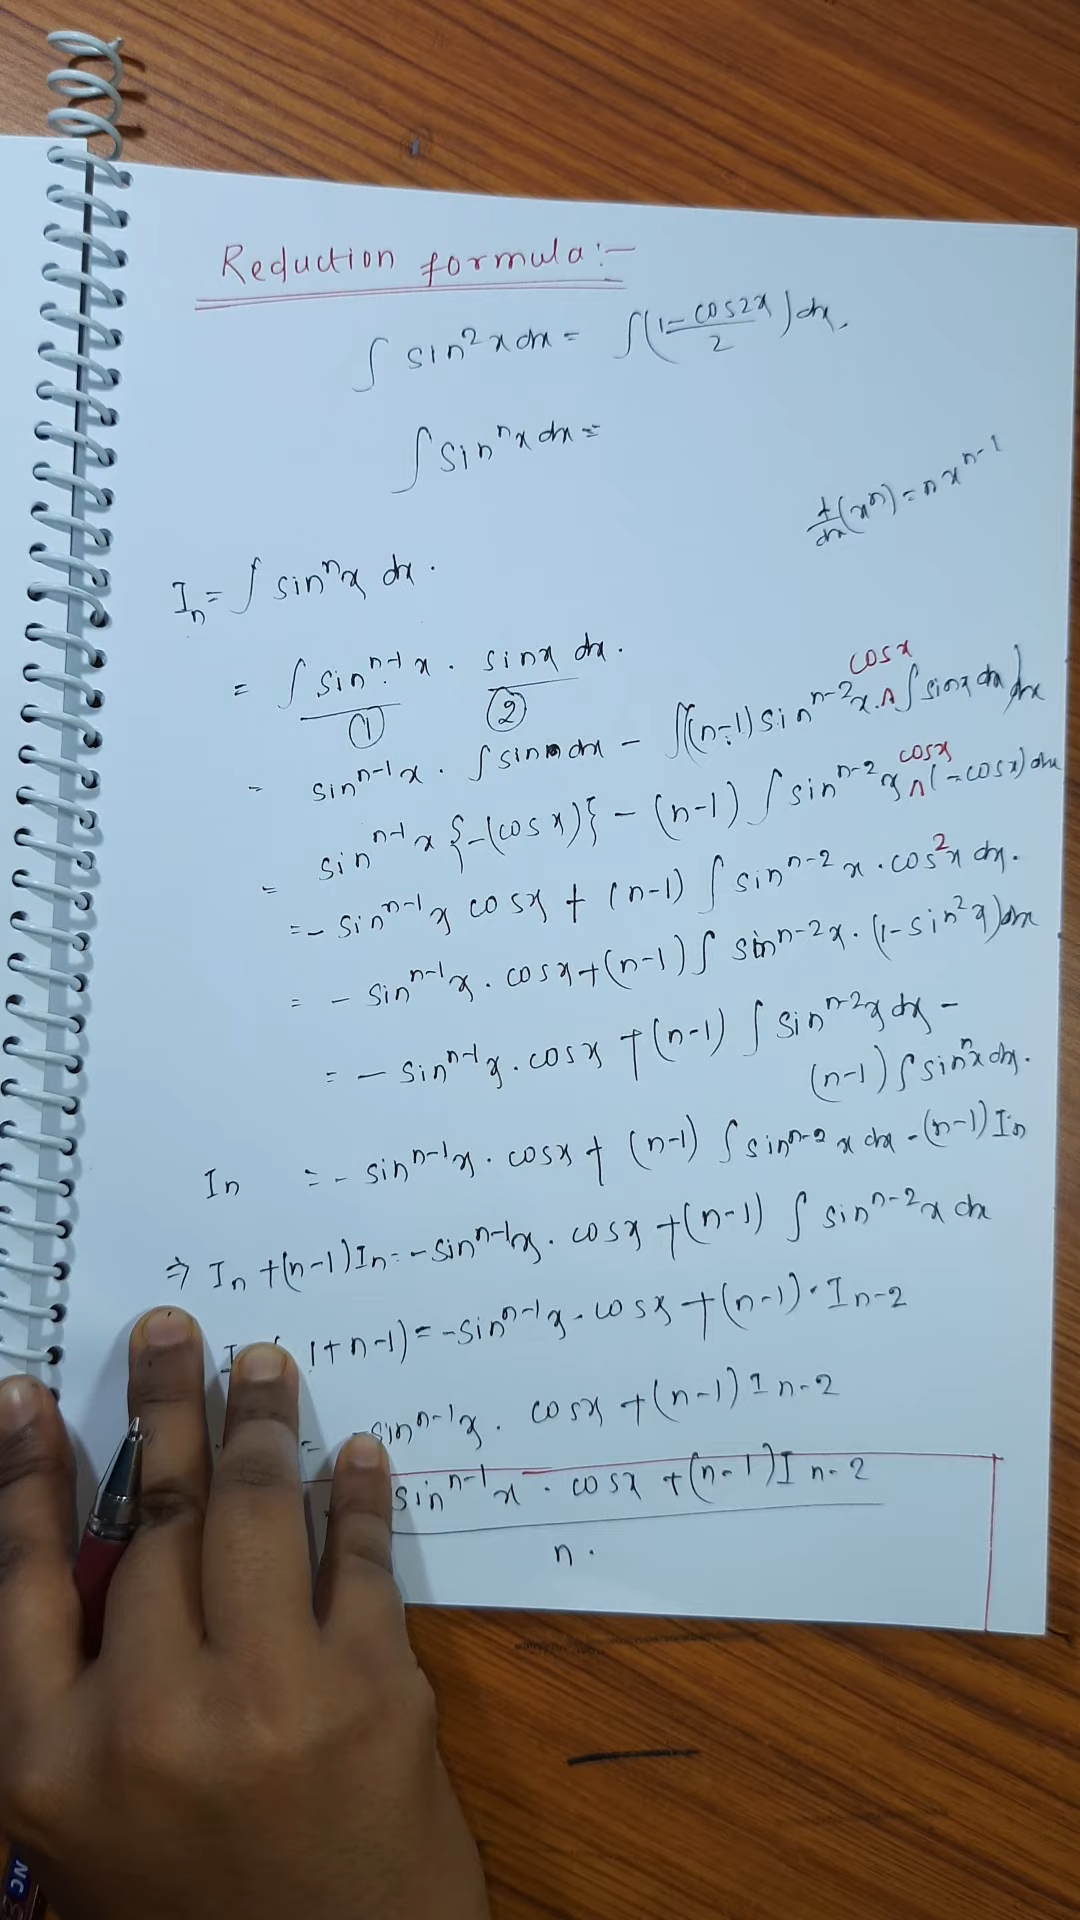 Reduction formula:-
∫ sin²x dx = ∫(1-cos2x/2) dx.
∫ sinⁿx dx =
d/dx(xⁿ) = n xⁿ⁻¹
Iₙ = ∫ sinⁿx dx.
= ∫ sinⁿ⁻¹x . sinx dx.
① ②
cosx
= sinⁿ⁻¹x . ∫ sinx dx - ∫((n-1) sinⁿ⁻²x . ∧ ∫ sinx dx) dx
cosx
= sinⁿ⁻¹x {-(cosx)} - (n-1) ∫ sinⁿ⁻²x ∧ (-cosx) dx
= - sinⁿ⁻¹x cosx + (n-1) ∫ sinⁿ⁻²x . cos²x dx.
= - sinⁿ⁻¹x . cosx + (n-1) ∫ sinⁿ⁻²x . (1-sin²x) dx
= - sinⁿ⁻¹x . cosx + (n-1) ∫ sinⁿ⁻²x dx -
(n-1) ∫ sinⁿx dx.
Iₙ = - sinⁿ⁻¹x . cosx + (n-1) ∫ sinⁿ⁻²x dx - (n-1) Iₙ
⇒ Iₙ + (n-1) Iₙ = - sinⁿ⁻¹x . cosx + (n-1) ∫ sinⁿ⁻²x dx
I 1+n-1) = - sinⁿ⁻¹x . cosx + (n-1) . Iₙ₋₂
= - sinⁿ⁻¹x . cosx + (n-1) Iₙ₋₂
sinⁿ⁻¹x . cosx + (n-1) Iₙ₋₂
n .
NC